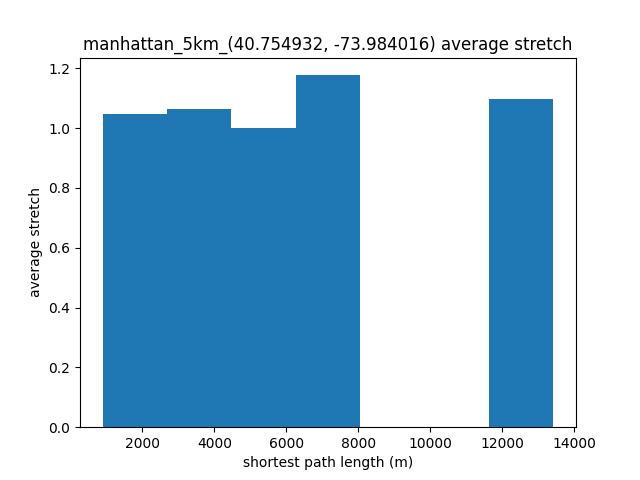 manhattan_5km_(40.754932, -73.984016) average stretch
1.2
1.0
0.8
0.6
0.4
0.2
0.0
average stretch
2000 4000 6000 8000 10000 12000 14000
shortest path length (m)